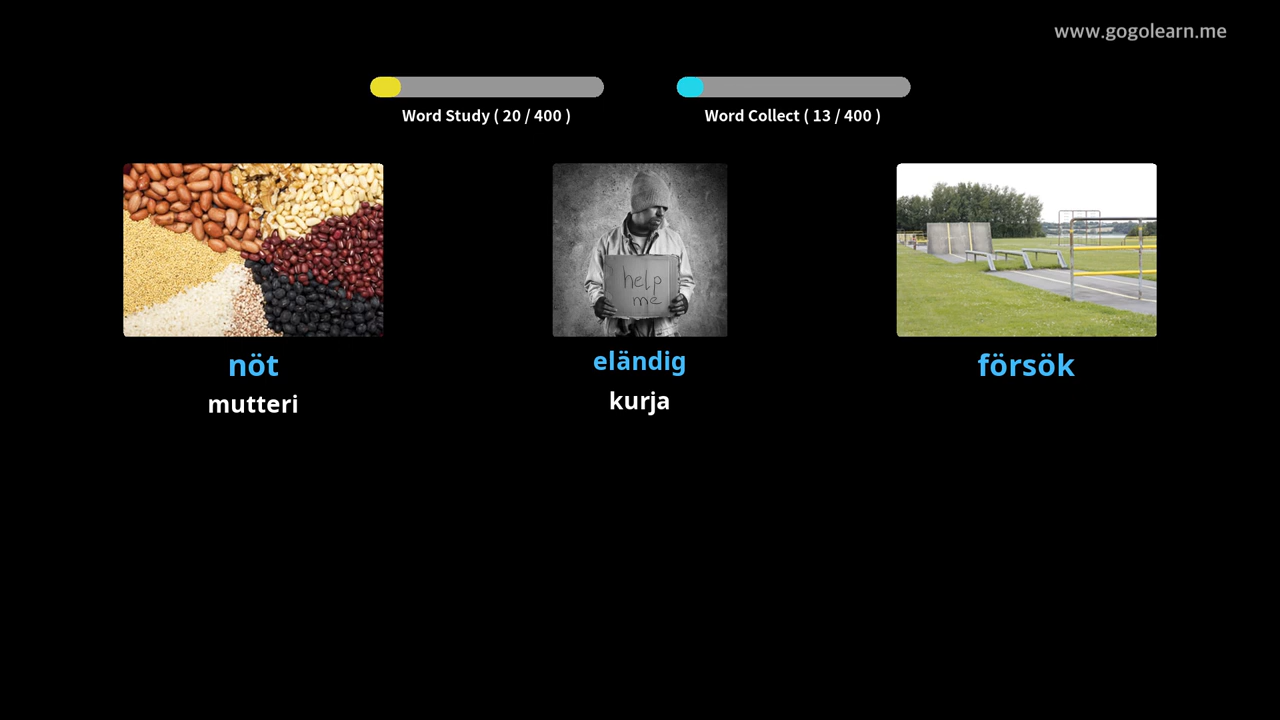 www.gogolearn.me
Word Study ( 20 / 400 )
Word Collect ( 13 / 400 )
help
me
nöt
mutteri
eländig
kurja
försök